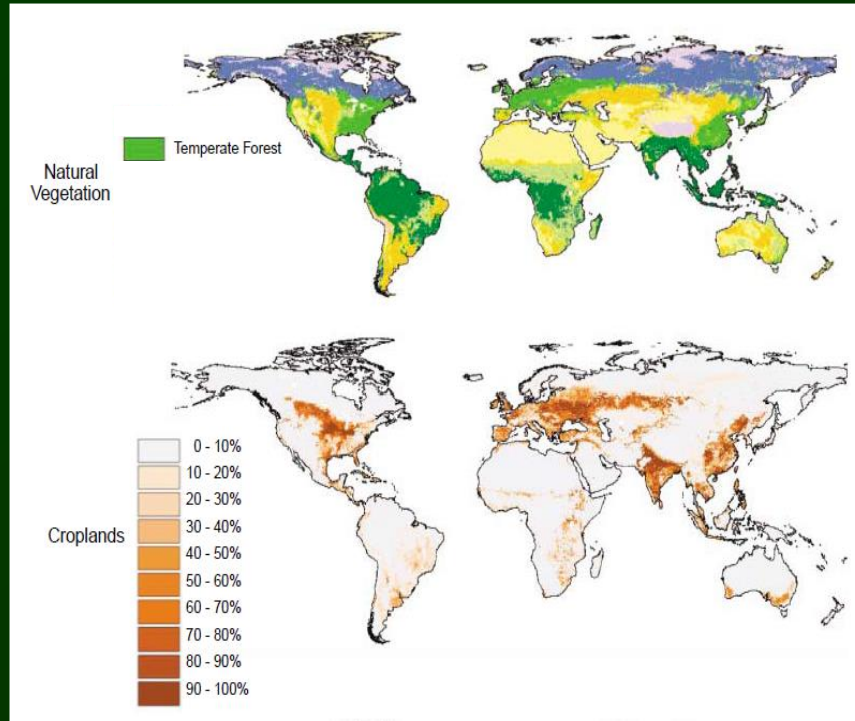 Natural
Vegetation
Temperate Forest
Croplands
0 - 10%
10 - 20%
20 - 30%
30 - 40%
40 - 50%
50 - 60%
60 - 70%
70 - 80%
80 - 90%
90 - 100%